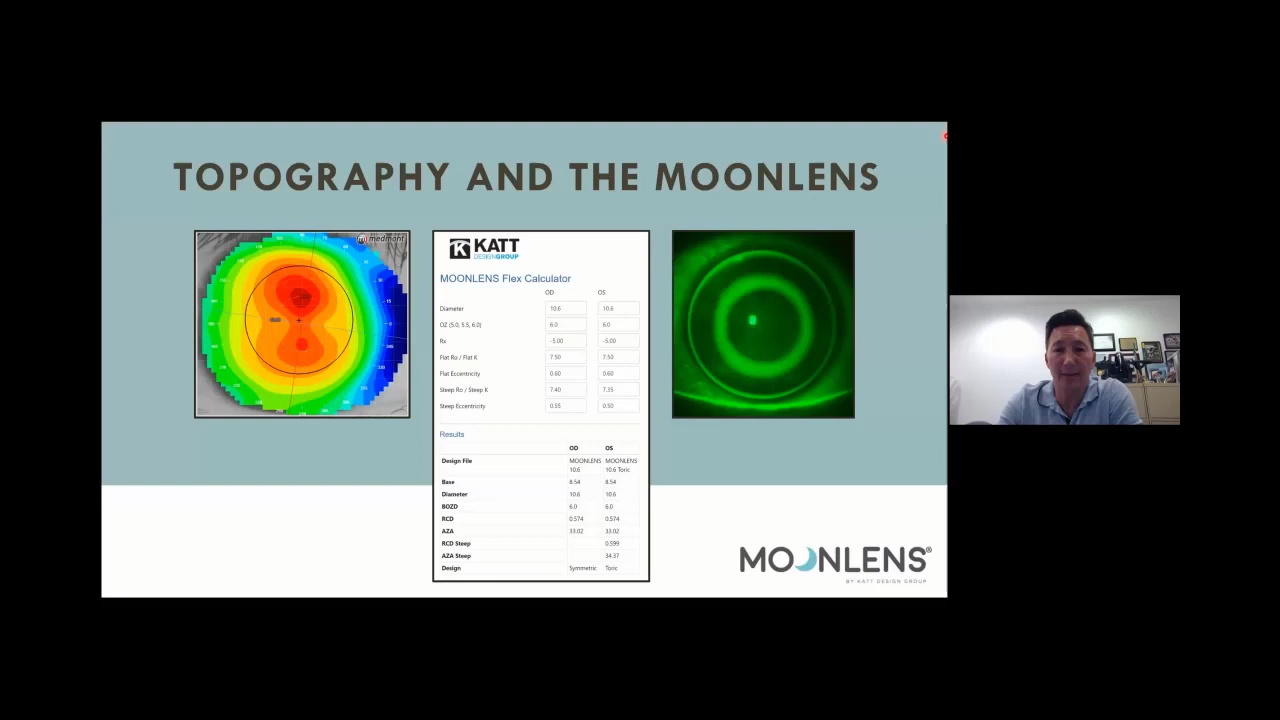 TOPOGRAPHY AND THE MOONLENS
medmont
KATT
DESIGNGROUP
MOONLENS Flex Calculator
OD OS
Diameter 10.6 10.6
OZ (5.0, 5.5, 6.0) 6.0 6.0
Rx -5.00 -5.00
Flat Ro / Flat K 7.50 7.50
Flat Eccentricity 0.60 0.60
Steep Ro / Steep K 7.40 7.35
Steep Eccentricity 0.55 0.50
Results
OD OS
Design File MOONLENS MOONLENS
10.6 10.6 Toric
Base 8.54 8.54
Diameter 10.6 10.6
BOZD 6.0 6.0
RCD 0.574 0.574
AZA 33.02 33.02
RCD Steep 0.599
AZA Steep 34.37
Design Symmetric Toric
MOONLENS®
BY KATT DESIGN GROUP